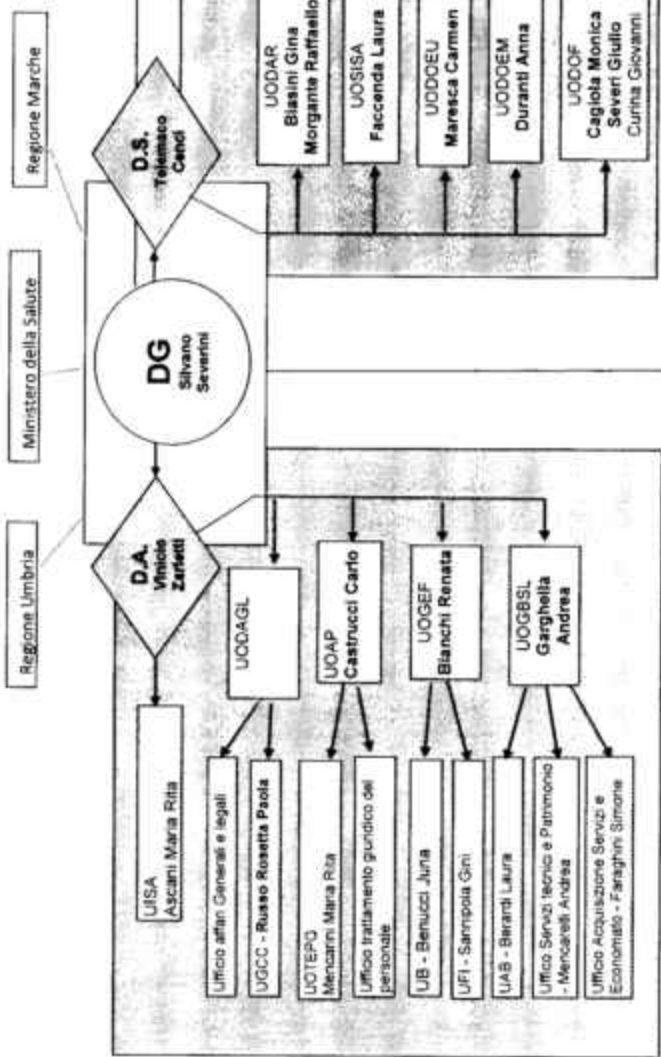 Regione Umbria
Ministero della Salute
Regione Marche
D.A.
Vinicio
Zarletti
DG
Silvano
Severini
D.S.
Telemaco
Cenci
UISA
Ascani Maria Rita
UODAGL
Ufficio affari Generali e legali
UGCC - Russo Rosetta Paola
UOAP
Castrucci Carlo
UOTEPO
Mencarini Maria Rita
Ufficio trattamento giuridico del
personale
UOGEF
Bianchi Renata
UB - Benucci Juna
UFI - Sannipola Gini
UOGBSL
Garghella
Andrea
UAB - Berardi Laura
Ufficio Servizi tecnico e Patrimonio
- Mencarelli Andrea
Ufficio Acquisizione Servizi e
Economato - Faraghini Simone
UODAR
Biasini Gina
Morgante Raffaello
UOSISA
Faccenda Laura
UODOEU
Maresca Carmen
UODOEM
Duranti Anna
UODOF
Cagiola Monica
Severi Giulio
Curina Giovanni